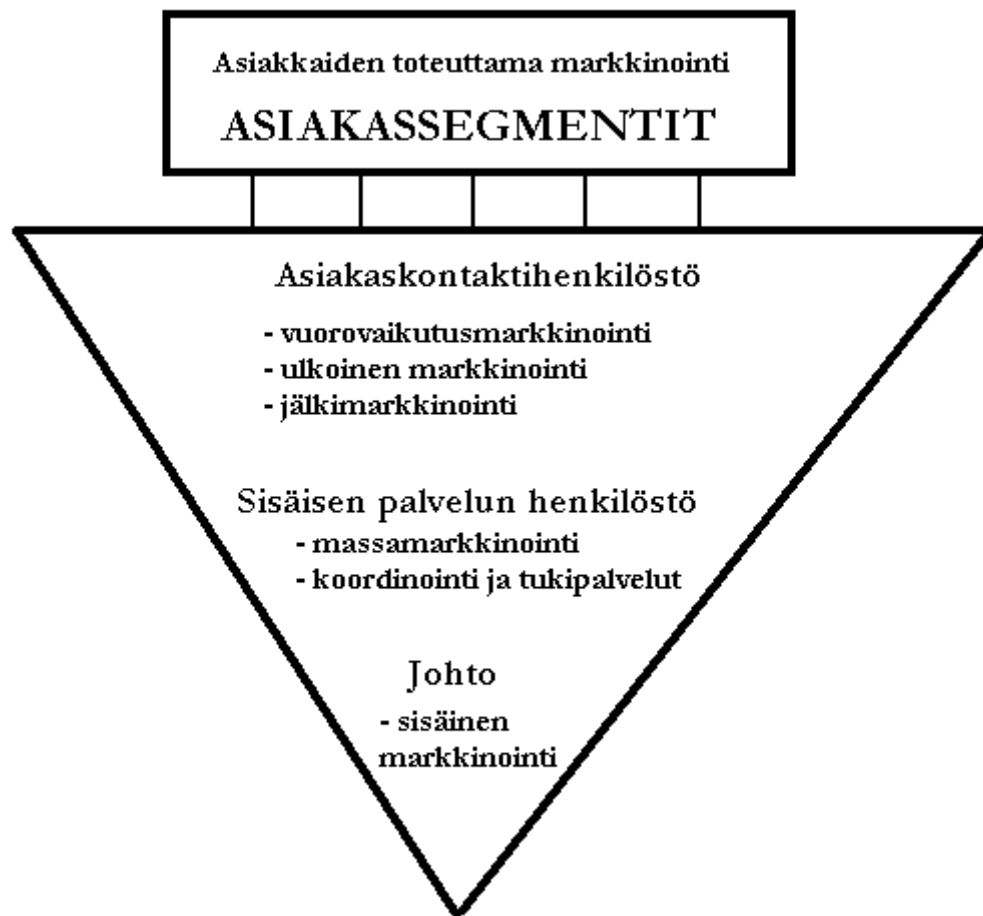 Asiakkaiden toteuttama markkinointi
ASIAKASSEGMENTIT
Asiakaskontaktihenkilöstö
- vuorovaikutusmarkkinointi
- ulkoinen markkinointi
- jälkimarkkinointi
Sisäisen palvelun henkilöstö
- massamarkkinointi
- koordinointi ja tukipalvelut
Johto
- sisäinen
markkinointi